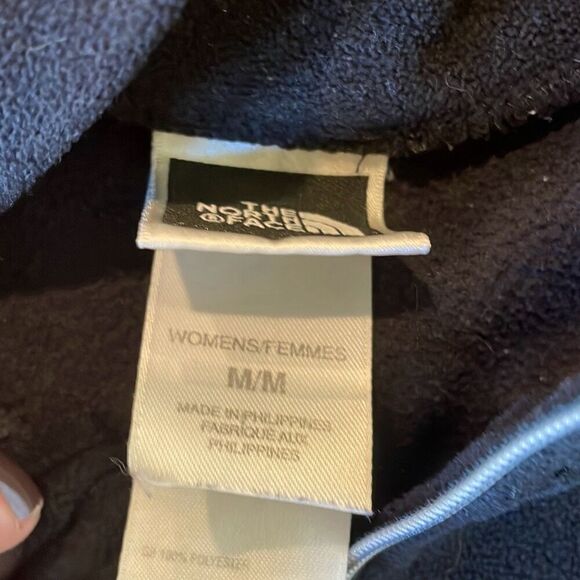 THE
NORTH
FACE
WOMENS/FEMMES
M/M
MADE IN PHILIPPINES
FABRIQUE AUX
PHILIPPINES
100% POLYESTER